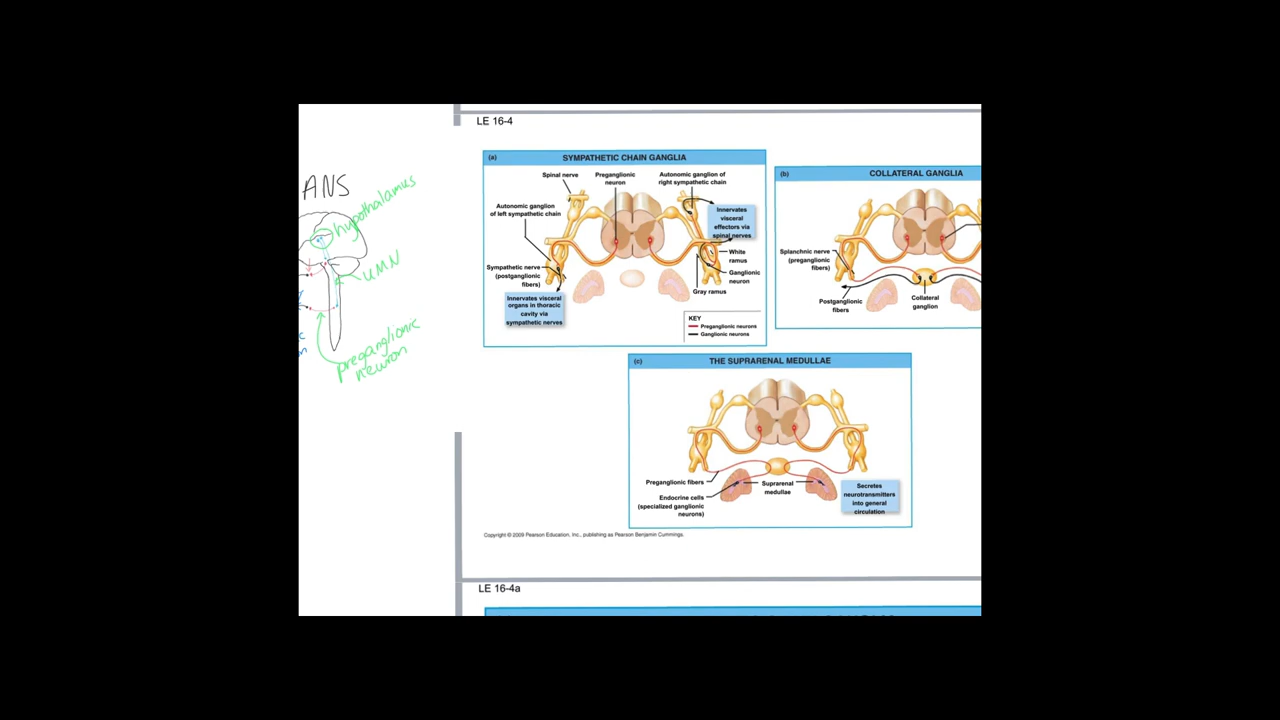 LE 16-4
ANS
hypothalamus
UMN
preganglionic
neuron
(a)
SYMPATHETIC CHAIN GANGLIA
Spinal nerve
Preganglionic
neuron
Autonomic ganglion of
right sympathetic chain
Autonomic ganglion
of left sympathetic chain
Innervates
visceral
effectors via
spinal nerves
White
ramus
Sympathetic nerve
(postganglionic
fibers)
Ganglionic
neuron
Gray ramus
Innervates visceral
organs in thoracic
cavity via
sympathetic nerves
KEY
Preganglionic neurons
Ganglionic neurons
(b)
COLLATERAL GANGLIA
Splanchnic nerve
(preganglionic
fibers)
Postganglionic
fibers
Collateral
ganglion
(c)
THE SUPRARENAL MEDULLAE
Preganglionic fibers
Endocrine cells
(specialized ganglionic
neurons)
Suprarenal
medullae
Secretes
neurotransmitters
into general
circulation
Copyright © 2009 Pearson Education, Inc., publishing as Pearson Benjamin Cummings.
LE 16-4a